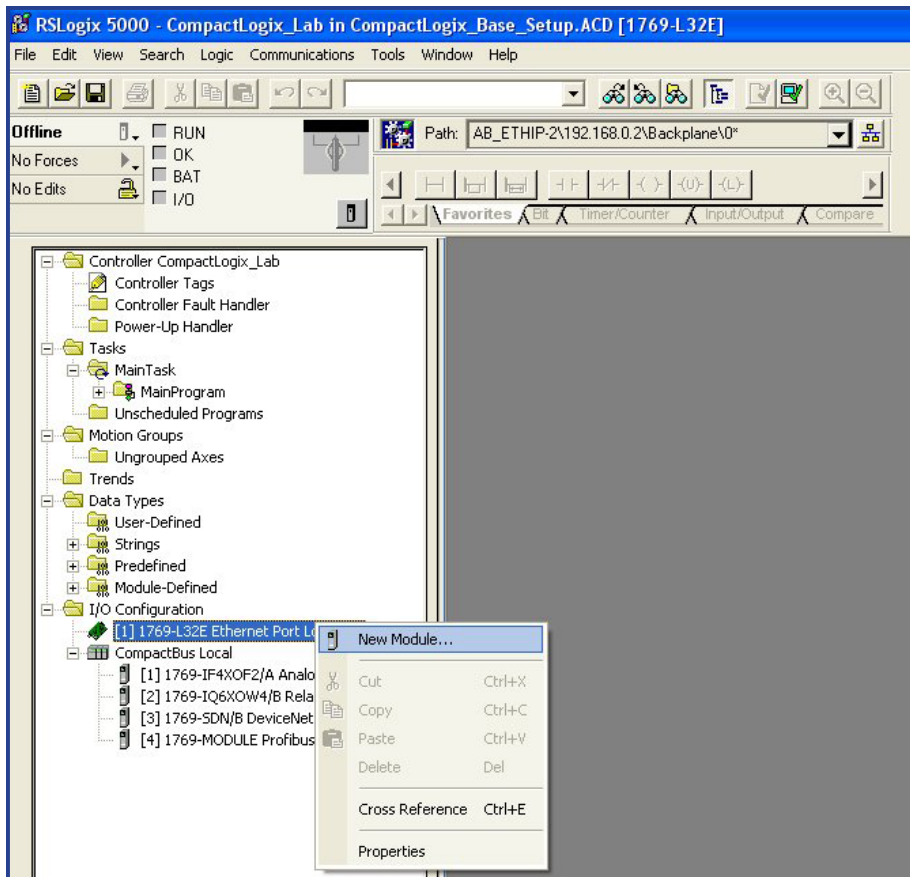 RSLogix 5000 - CompactLogix_Lab in CompactLogix_Base_Setup.ACD [1769-L32E]
File Edit View Search Logic Communications Tools Window Help
Offline
RUN
No Forces
OK
No Edits
BAT
I/O
Path: AB_ETHIP-2\192.168.0.2\Backplane\0*
Favorites Bit Timer/Counter Input/Output Compare
Controller CompactLogix_Lab
Controller Tags
Controller Fault Handler
Power-Up Handler
Tasks
MainTask
MainProgram
Unscheduled Programs
Motion Groups
Ungrouped Axes
Trends
Data Types
User-Defined
Strings
Predefined
Module-Defined
I/O Configuration
[1] 1769-L32E Ethernet Port Lo
CompactBus Local
[1] 1769-IF4XOF2/A Analo
[2] 1769-IQ6XOW4/B Rela
[3] 1769-SDN/B DeviceNet
[4] 1769-MODULE Profibus
New Module...
Cut Ctrl+X
Copy Ctrl+C
Paste Ctrl+V
Delete Del
Cross Reference Ctrl+E
Properties